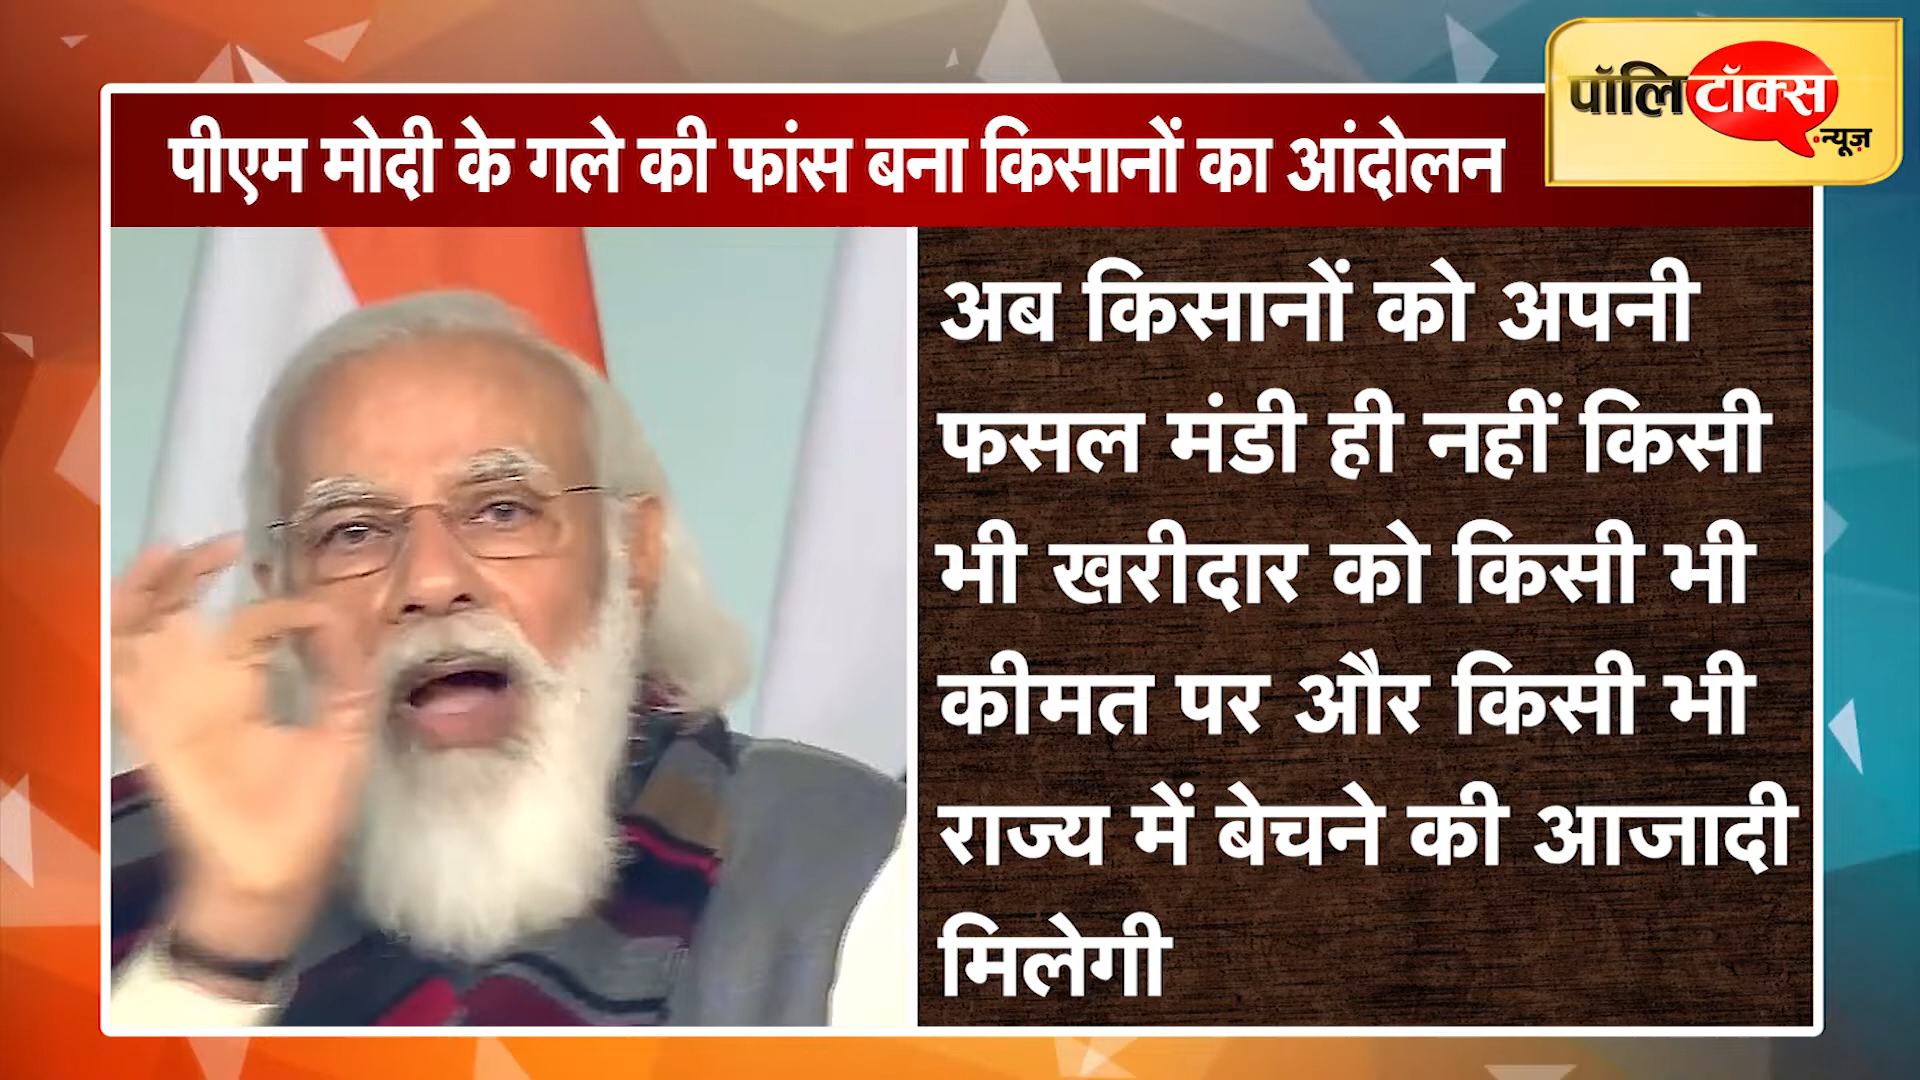 पॉलिटॉक्स
न्यूज़
पीएम मोदी के गले की फांस बना किसानों का आंदोलन
अब किसानों को अपनी
फसल मंडी ही नहीं किसी
भी खरीदार को किसी भी
कीमत पर और किसी भी
राज्य में बेचने की आजादी
मिलेगी